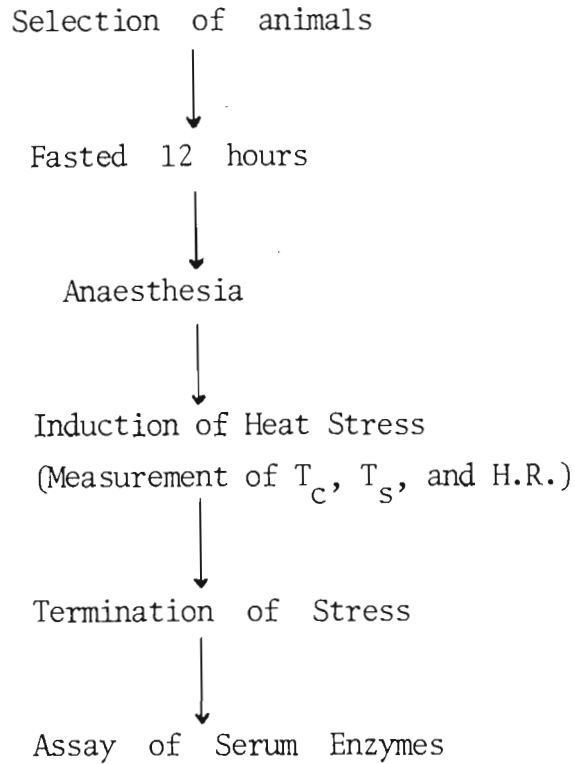 Selection of animals
Fasted 12 hours
Anaesthesia
Induction of Heat Stress
(Measurement of T_c, T_s, and H.R.)
Termination of Stress
Assay of Serum Enzymes